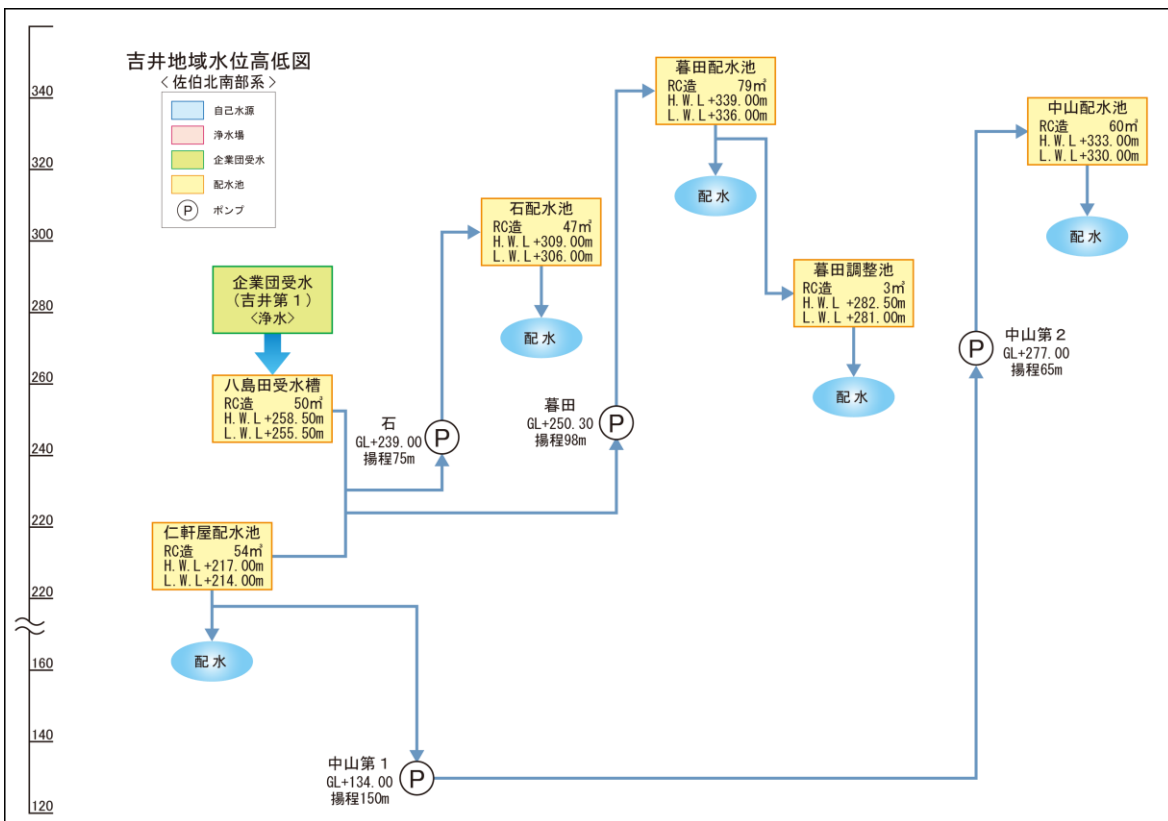 吉井地域水位高低図
<佐伯北南部系>
自己水源
浄水場
企業団受水
配水池
P ポンプ
340
320
300
280
260
240
220
220
160
140
120
企業団受水
(吉井第1)
<浄水>
八島田受水槽
RC造 50㎥
H.W.L +258.50m
L.W.L +255.50m
仁軒屋配水池
RC造 54㎥
H.W.L +217.00m
L.W.L +214.00m
配水
石
GL+239.00
揚程75m
P
石配水池
RC造 47㎥
H.W.L +309.00m
L.W.L +306.00m
配水
暮田
GL+250.30
揚程98m
P
暮田配水池
RC造 79㎥
H.W.L +339.00m
L.W.L +336.00m
配水
暮田調整池
RC造 3㎥
H.W.L +282.50m
L.W.L +281.00m
配水
中山第1
GL+134.00
揚程150m
P
中山第2
GL+277.00
揚程65m
P
中山配水池
RC造 60㎥
H.W.L +333.00m
L.W.L +330.00m
配水